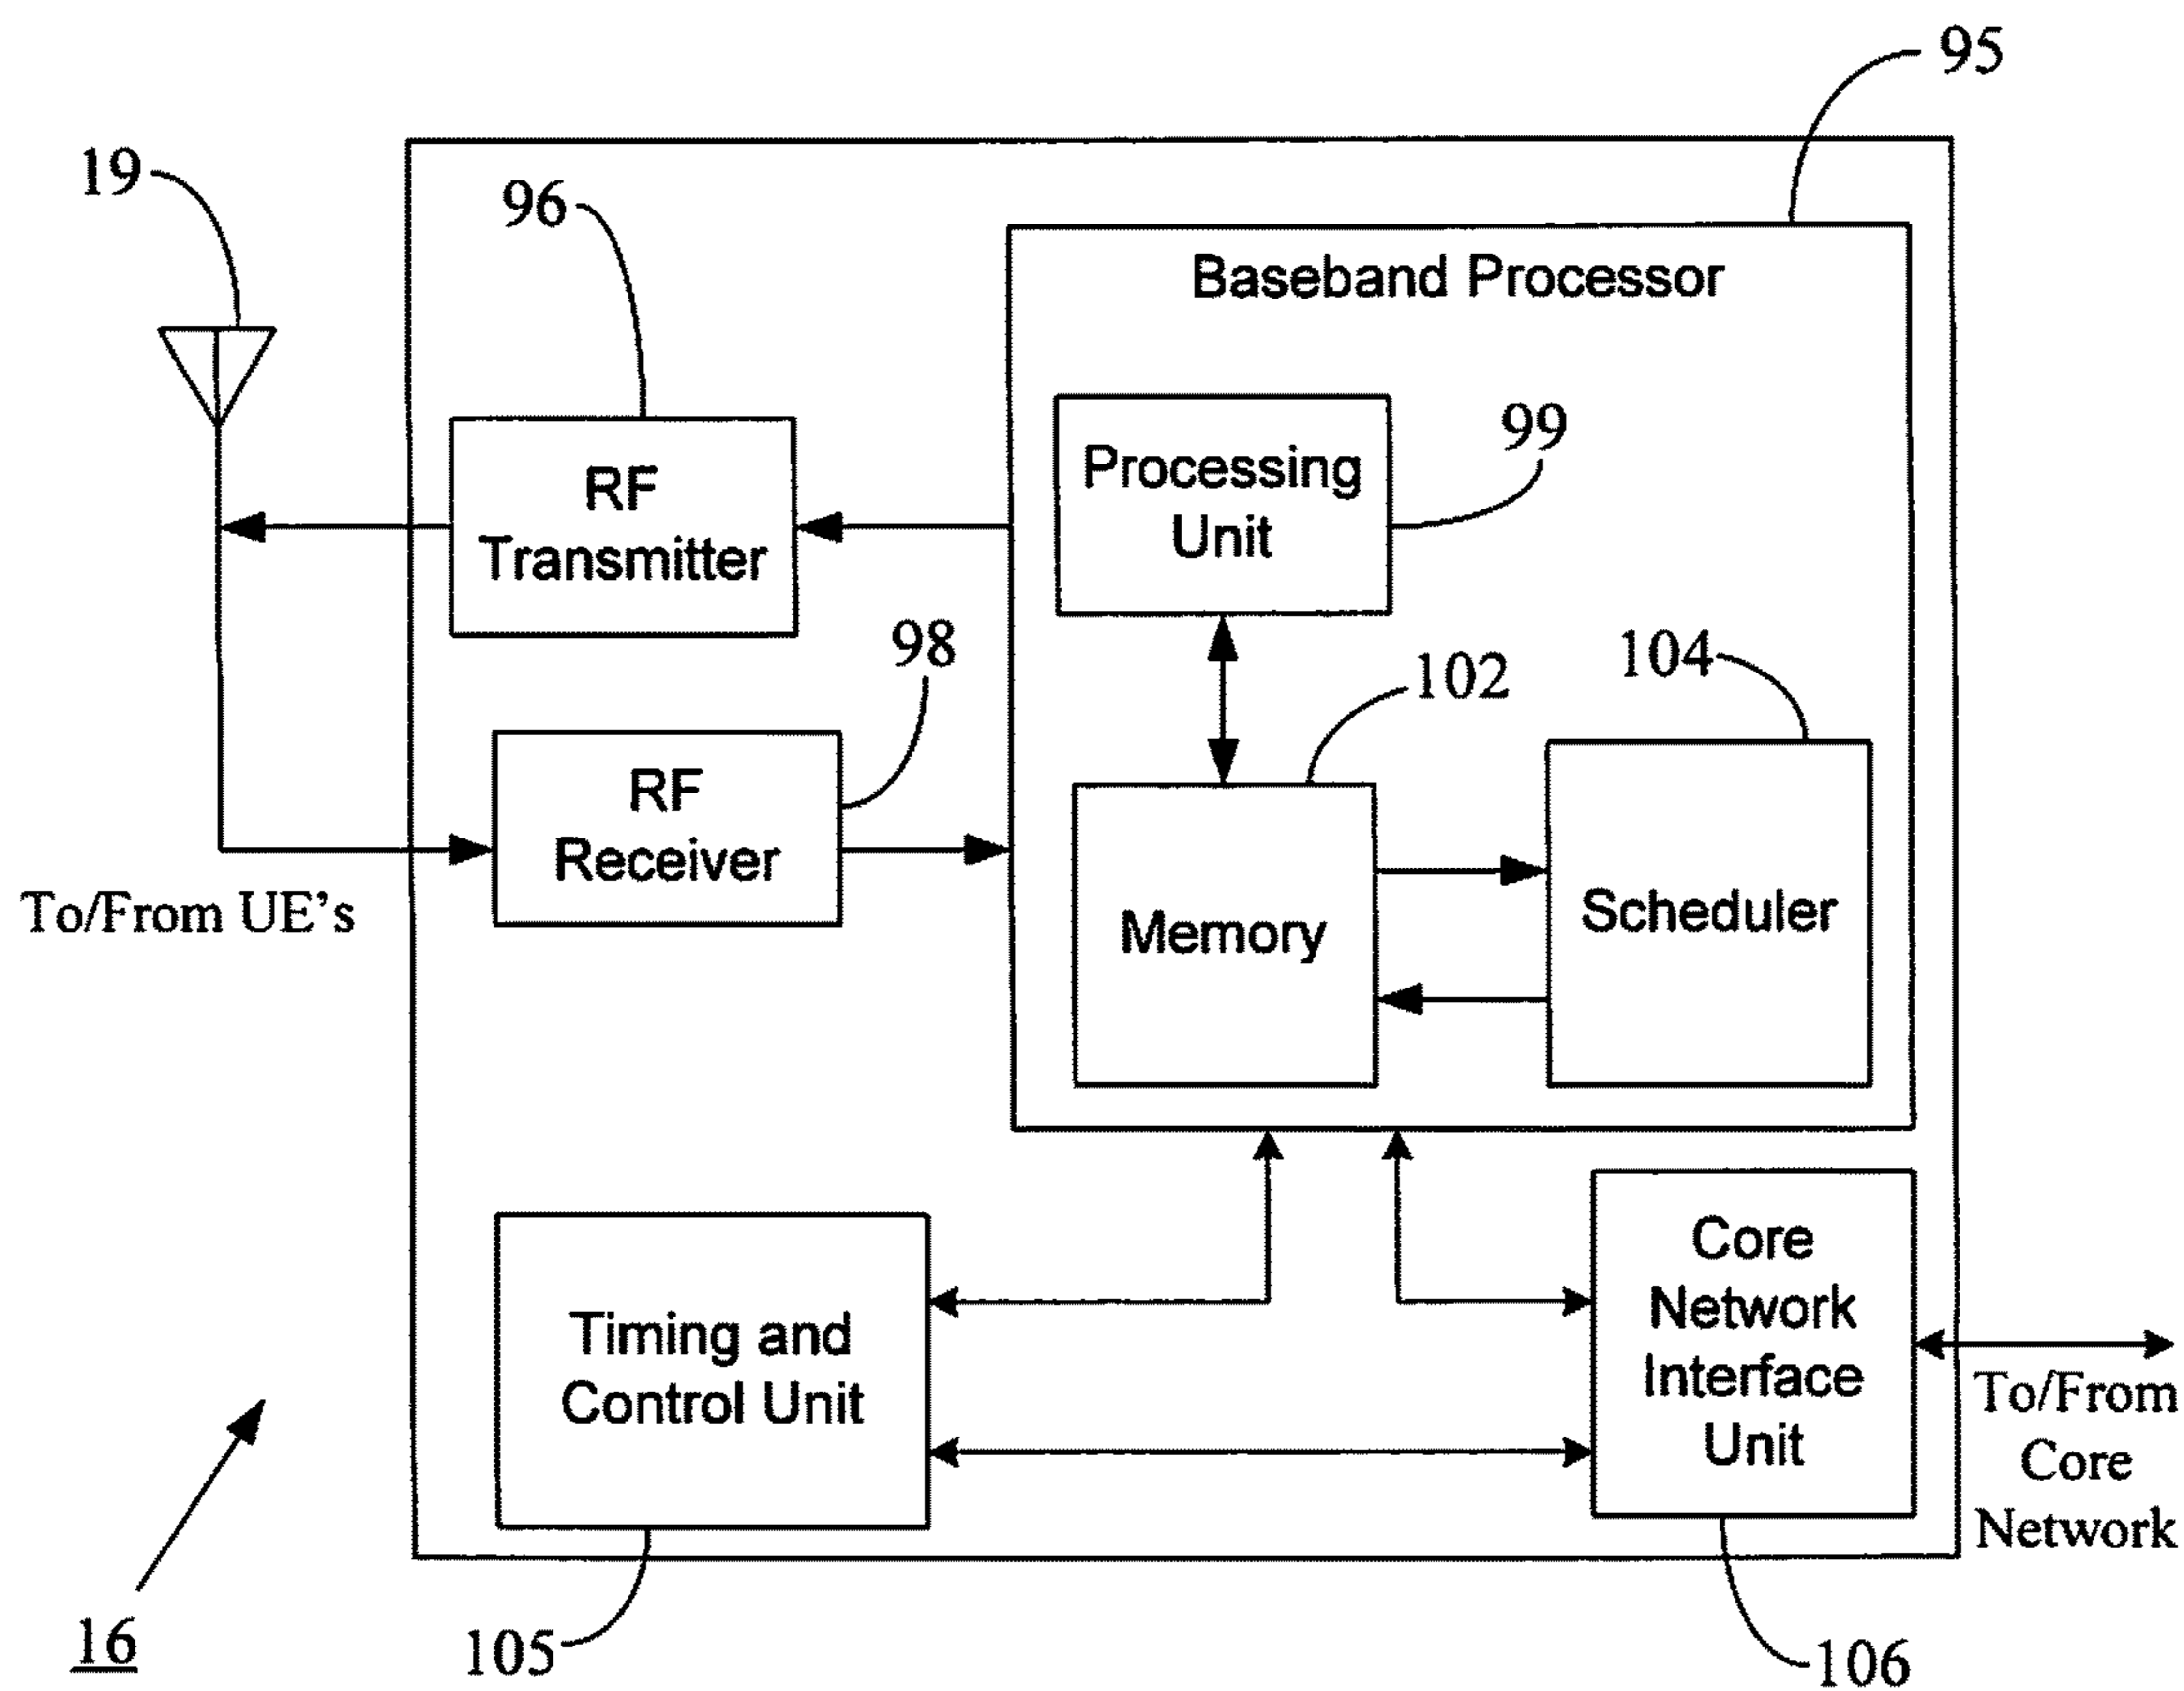 95
19
96
Baseband Processor
RF
Transmitter
Processing
Unit
99
98
102
104
RF
Receiver
To/From UE's
Memory
Scheduler
Timing and
Control Unit
Core
Network
Interface
Unit
To/From
Core
Network
16
105
106